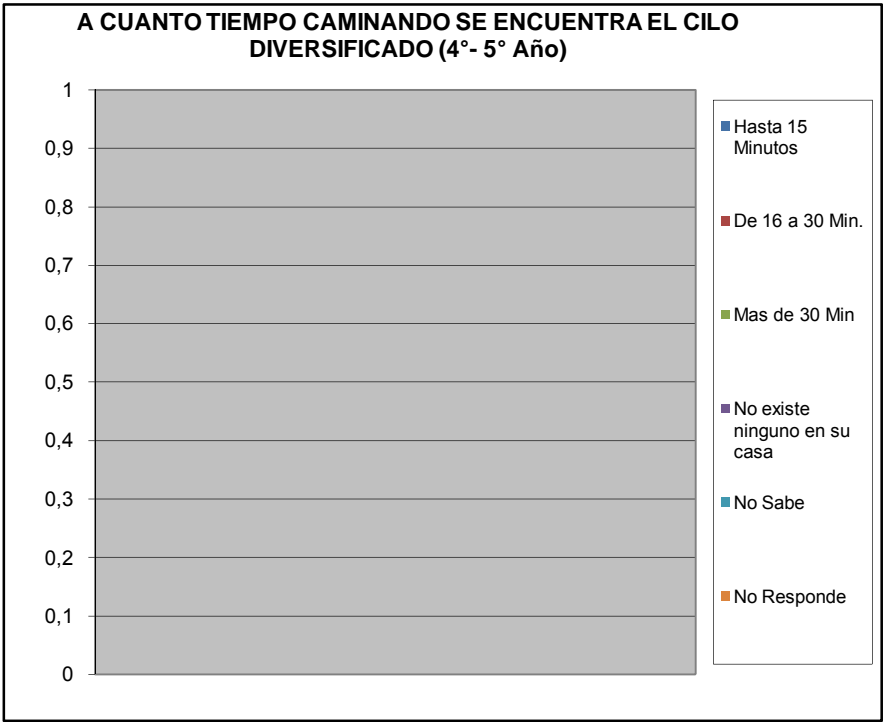 A CUANTO TIEMPO CAMINANDO SE ENCUENTRA EL CILO
DIVERSIFICADO (4°- 5° Año)
1
0,9
0,8
0,7
0,6
0,5
0,4
0,3
0,2
0,1
0
Hasta 15
Minutos
De 16 a 30 Min.
Mas de 30 Min
No existe
ninguno en su
casa
No Sabe
No Responde